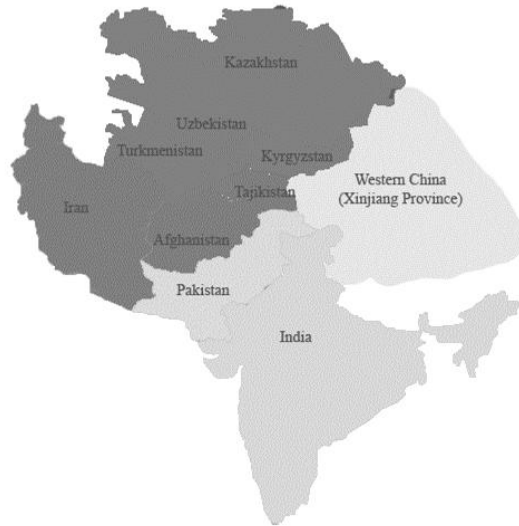 Kazakhstan
Uzbekistan
Turkmenistan
Kyrgyzstan
Tajikistan
Western China
(Xinjiang Province)
Iran
Afghanistan
Pakistan
India